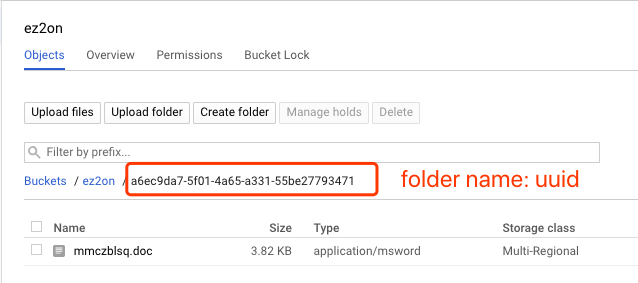 ez2on
Objects Overview Permissions Bucket Lock
Upload files Upload folder Create folder Manage holds Delete
Filter by prefix...
Buckets / ez2on / a6ec9da7-5f01-4a65-a331-55be27793471 folder name: uuid
Name Size Type Storage class
mmczblsq.doc 3.82 KB application/msword Multi-Regional